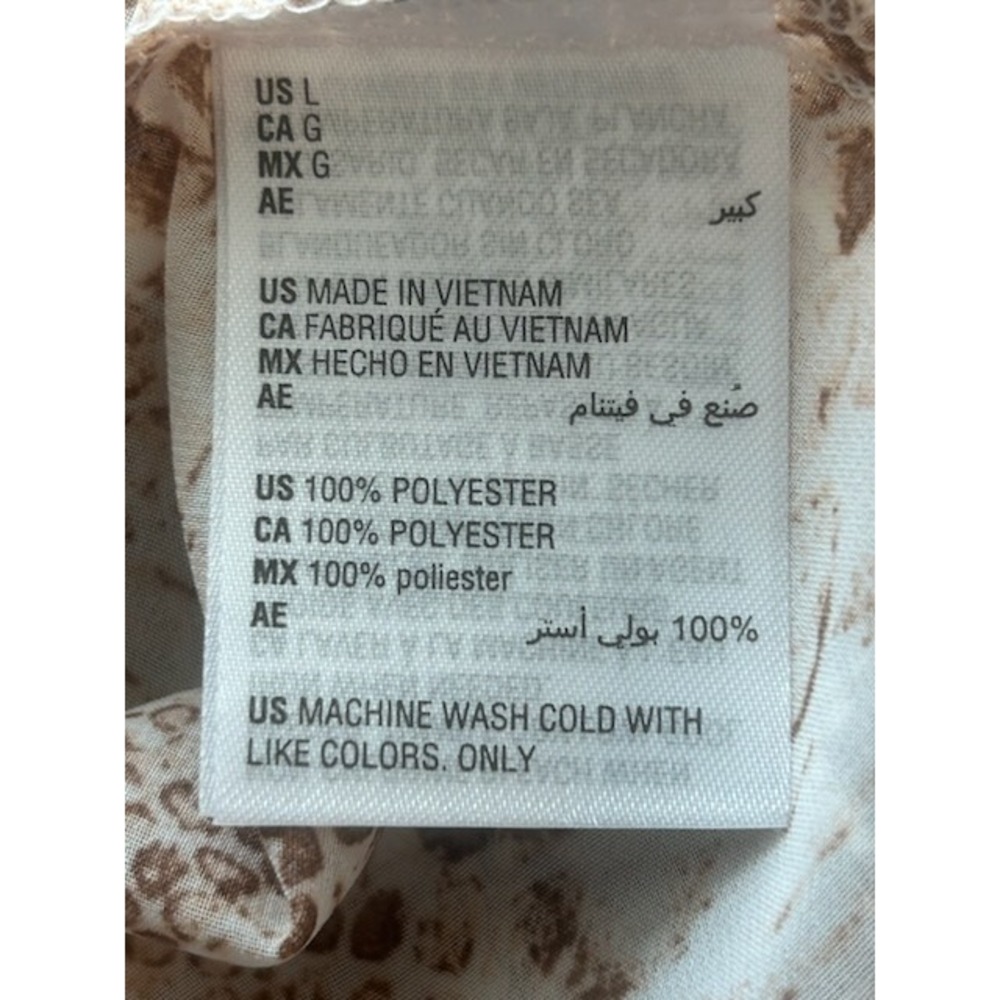 US L
CA G
MX G
AE كبير
US MADE IN VIETNAM
CA FABRIQUÉ AU VIETNAM
MX HECHO EN VIETNAM
AE صُنع في فيتنام
US 100% POLYESTER
CA 100% POLYESTER
MX 100% poliester
AE 100% بولي أستر
US MACHINE WASH COLD WITH
LIKE COLORS. ONLY